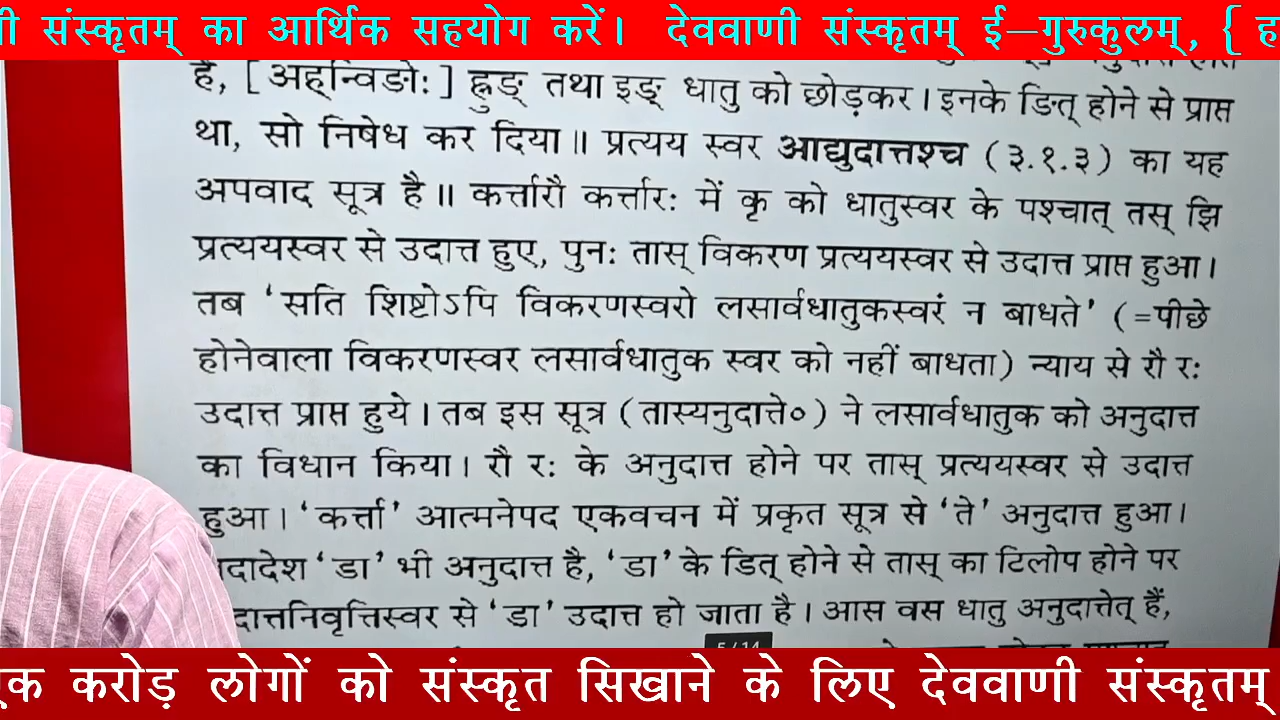 संस्कृतम् का आर्थिक सहयोग करें। देववाणी संस्कृतम् ई–गुरुकुलम्, {
है, [अह्न्विङोः] ह्नुङ् तथा इङ् धातु को छोड़कर। इनके ङित् होने से प्राप्त
था, सो निषेध कर दिया॥ प्रत्यय स्वर आद्युदात्तश्च (३.१.३) का यह
अपवाद सूत्र है॥ कर्त्तारौ कर्त्तारः में कृ को धातुस्वर के पश्चात् तस् झि
प्रत्ययस्वर से उदात्त हुए, पुनः तास् विकरण प्रत्ययस्वर से उदात्त प्राप्त हुआ।
तब ‘सति शिष्टोऽपि विकरणस्वरो लसार्वधातुकस्वरं न बाधते’ (=पीछे
होनेवाला विकरणस्वर लसार्वधातुक स्वर को नहीं बाधता) न्याय से रौ रः
उदात्त प्राप्त हुये। तब इस सूत्र (तास्यनुदात्ते०) ने लसार्वधातुक को अनुदात्त
का विधान किया। रौ रः के अनुदात्त होने पर तास् प्रत्ययस्वर से उदात्त
हुआ। ‘कर्त्ता’ आत्मनेपद एकवचन में प्रकृत सूत्र से ‘ते’ अनुदात्त हुआ।
‘डा’ भी अनुदात्त है, ‘डा’ के डित् होने से तास् का टिलोप होने पर
दात्तनिवृत्तिस्वर से ‘डा’ उदात्त हो जाता है। आस वस धातु अनुदात्तेत् हैं,
करोड़ लोगों को संस्कृत सिखाने के लिए देववाणी संस्कृतम्